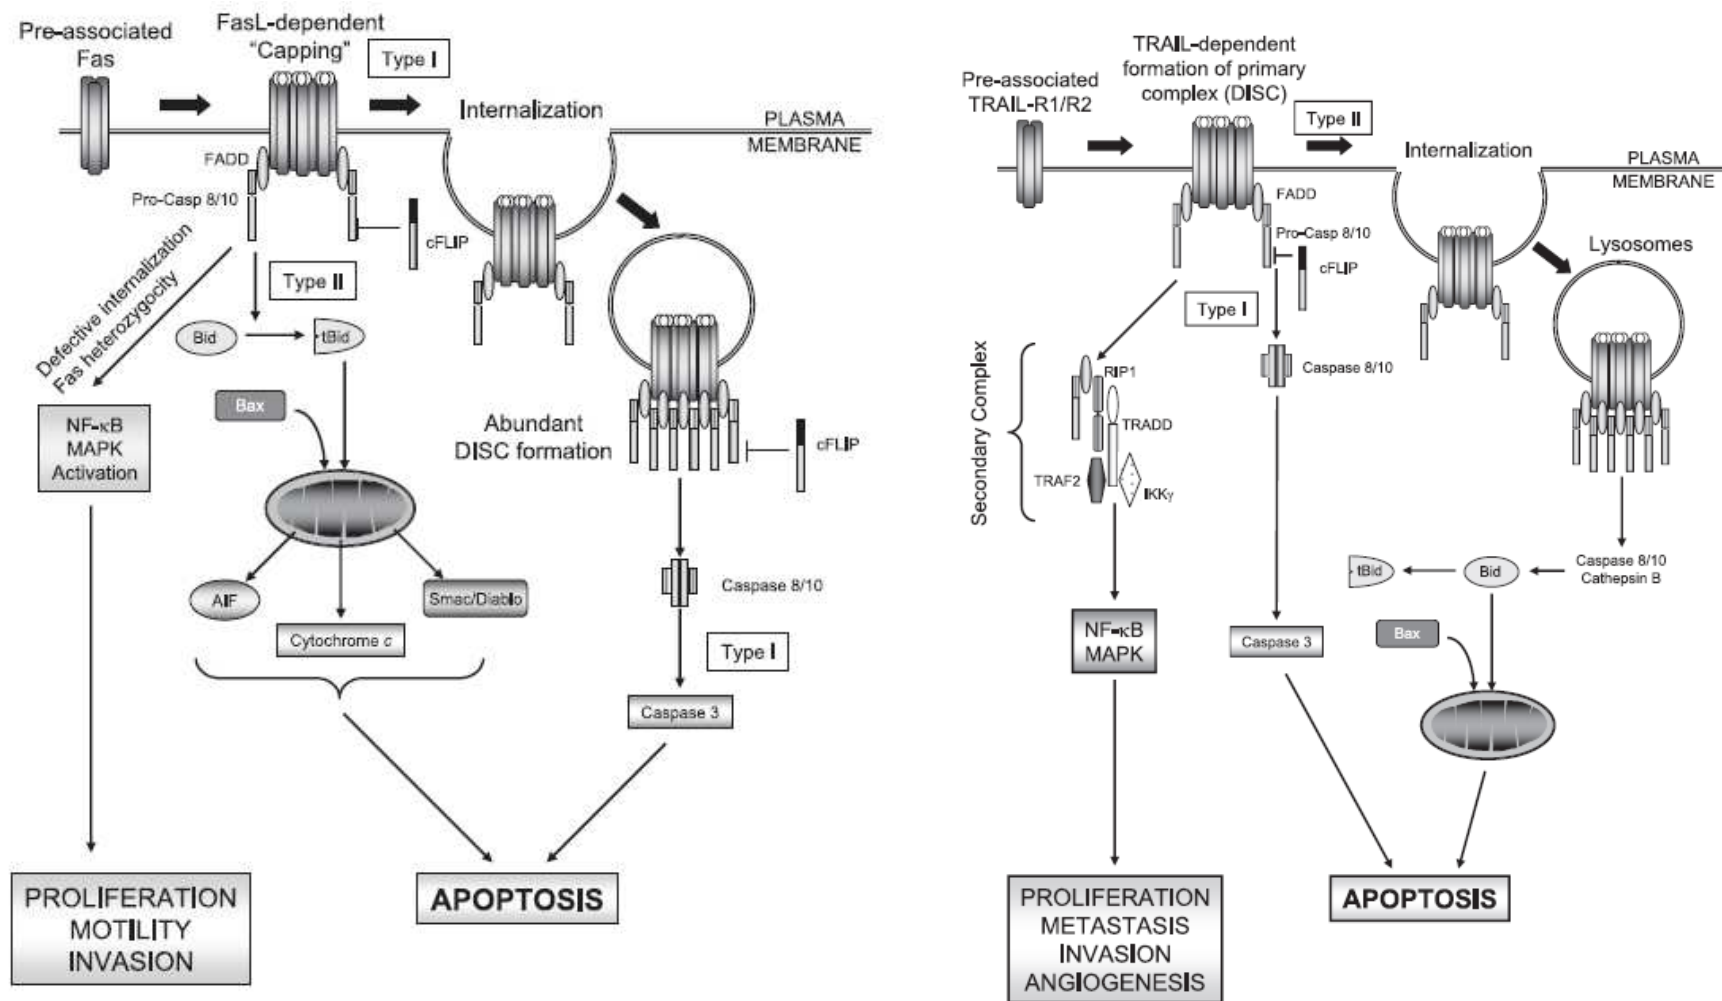 Pre-associated
Fas
FasL-dependent
“Capping”
Type I
Internalization
PLASMA
MEMBRANE
FADD
Pro-Casp 8/10
cFLIP
Defective internalization
Fas heterozygocity
Type II
Bid
tBid
Bax
NF-κB
MAPK
Activation
Abundant
DISC formation
cFLIP
AIF
Smac/Diablo
Cytochrome c
Caspase 8/10
Type I
Caspase 3
PROLIFERATION
MOTILITY
INVASION
APOPTOSIS
Pre-associated
TRAIL-R1/R2
TRAIL-dependent
formation of primary
complex (DISC)
Type II
Internalization
PLASMA
MEMBRANE
FADD
Pro-Casp 8/10
cFLIP
Lysosomes
Type I
Secondary Complex
RIP1
Caspase 8/10
TRADD
TRAF2
IKKγ
tBid
Bid
Caspase 8/10
Cathepsin B
NF-κB
MAPK
Caspase 3
Bax
PROLIFERATION
METASTASIS
INVASION
ANGIOGENESIS
APOPTOSIS